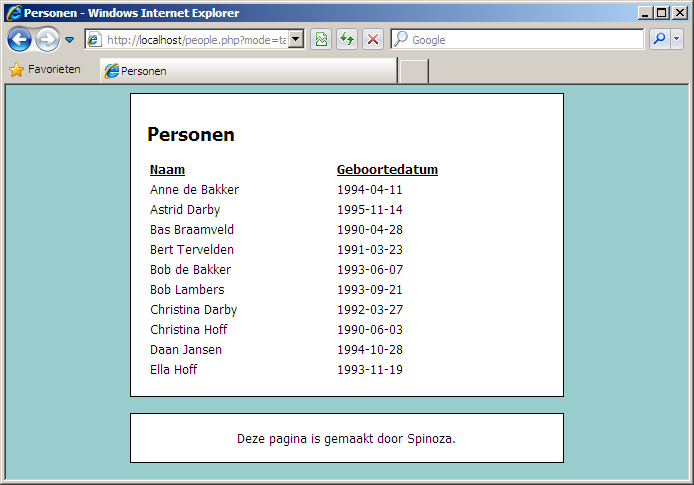 Personen - Windows Internet Explorer
http://localhost/people.php?mode=ta
Google
Favorieten
Personen
Personen
Naam Geboortedatum
Anne de Bakker 1994-04-11
Astrid Darby 1995-11-14
Bas Braamveld 1990-04-28
Bert Tervelden 1991-03-23
Bob de Bakker 1993-06-07
Bob Lambers 1993-09-21
Christina Darby 1992-03-27
Christina Hoff 1990-06-03
Daan Jansen 1994-10-28
Ella Hoff 1993-11-19
Deze pagina is gemaakt door Spinoza.